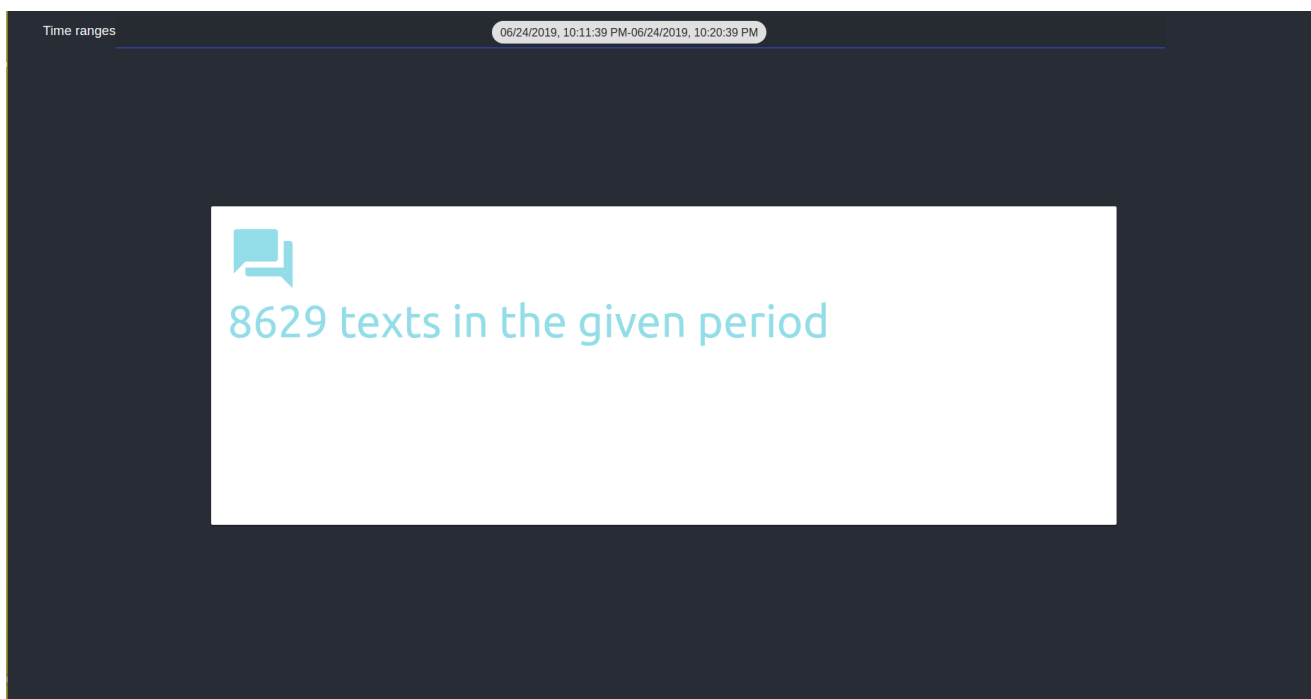 Time ranges
06/24/2019, 10:11:39 PM-06/24/2019, 10:20:39 PM
8629 texts in the given period